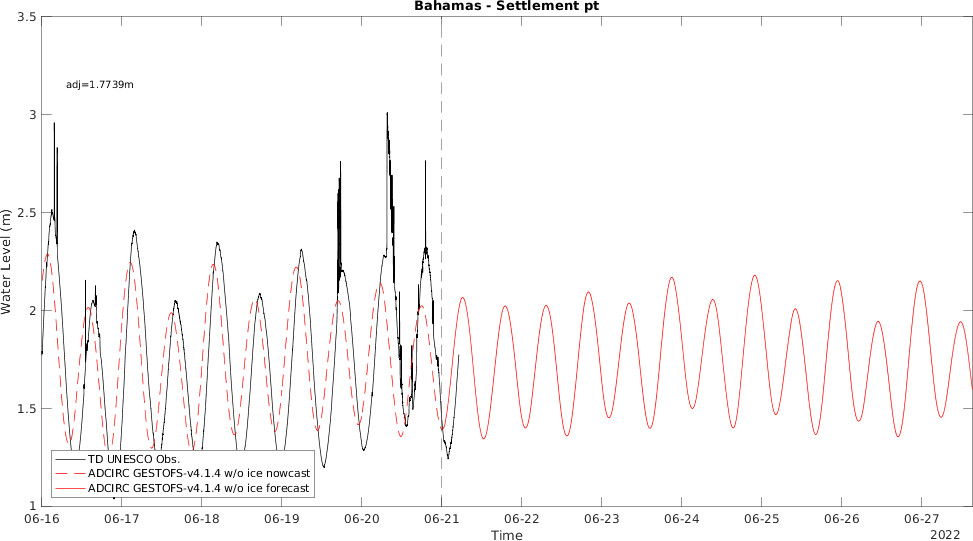 Bahamas - Settlement pt
3.5
adj=1.7739m
3
2.5
Water Level (m)
2
1.5
TD UNESCO Obs.
ADCIRC GESTOFS-v4.1.4 w/o ice nowcast
ADCIRC GESTOFS-v4.1.4 w/o ice forecast
1
06-16 06-17 06-18 06-19 06-20 06-21 06-22 06-23 06-24 06-25 06-26 06-27
2022
Time